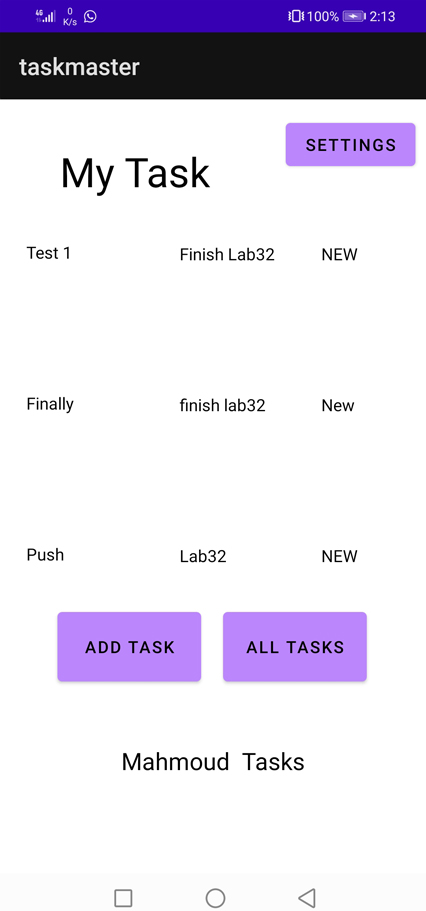 4G 0 K/s 100% 2:13
taskmaster
SETTINGS
My Task
Test 1 Finish Lab32 NEW
Finally finish lab32 New
Push Lab32 NEW
ADD TASK ALL TASKS
Mahmoud Tasks